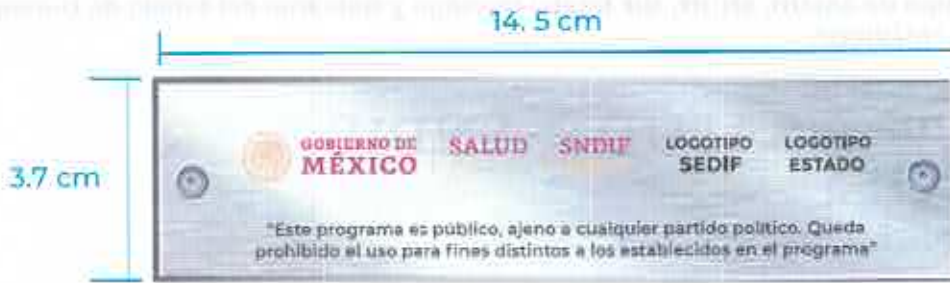 14. 5 cm
3.7 cm
GOBIERNO DE
MÉXICO
SALUD
SNDIF
LOGOTIPO
SEDIF
LOGOTIPO
ESTADO
"Este programa es público, ajeno a cualquier partido político. Queda
prohibido el uso para fines distintos a los establecidos en el programa"